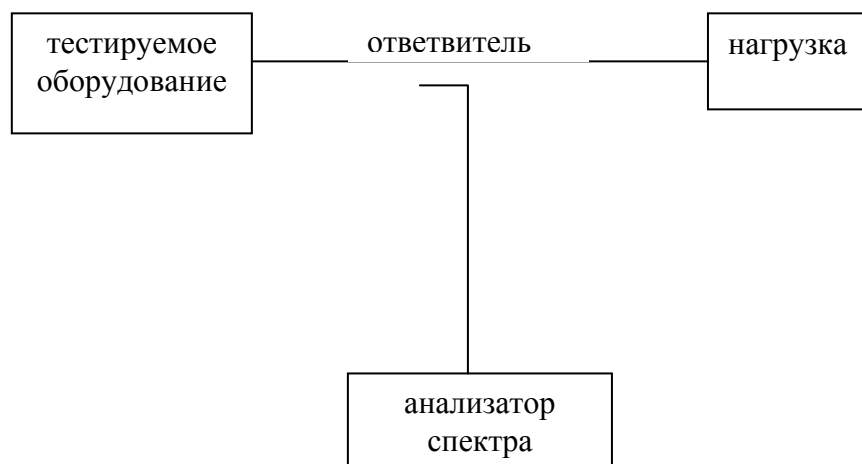 тестируемое
оборудование
ответвитель
нагрузка
анализатор
спектра